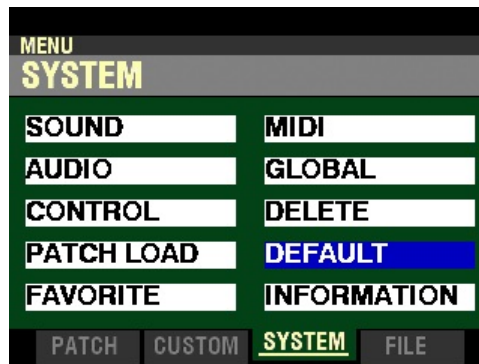 MENU
SYSTEM
SOUND MIDI
AUDIO GLOBAL
CONTROL DELETE
PATCH LOAD DEFAULT
FAVORITE INFORMATION
PATCH CUSTOM SYSTEM FILE